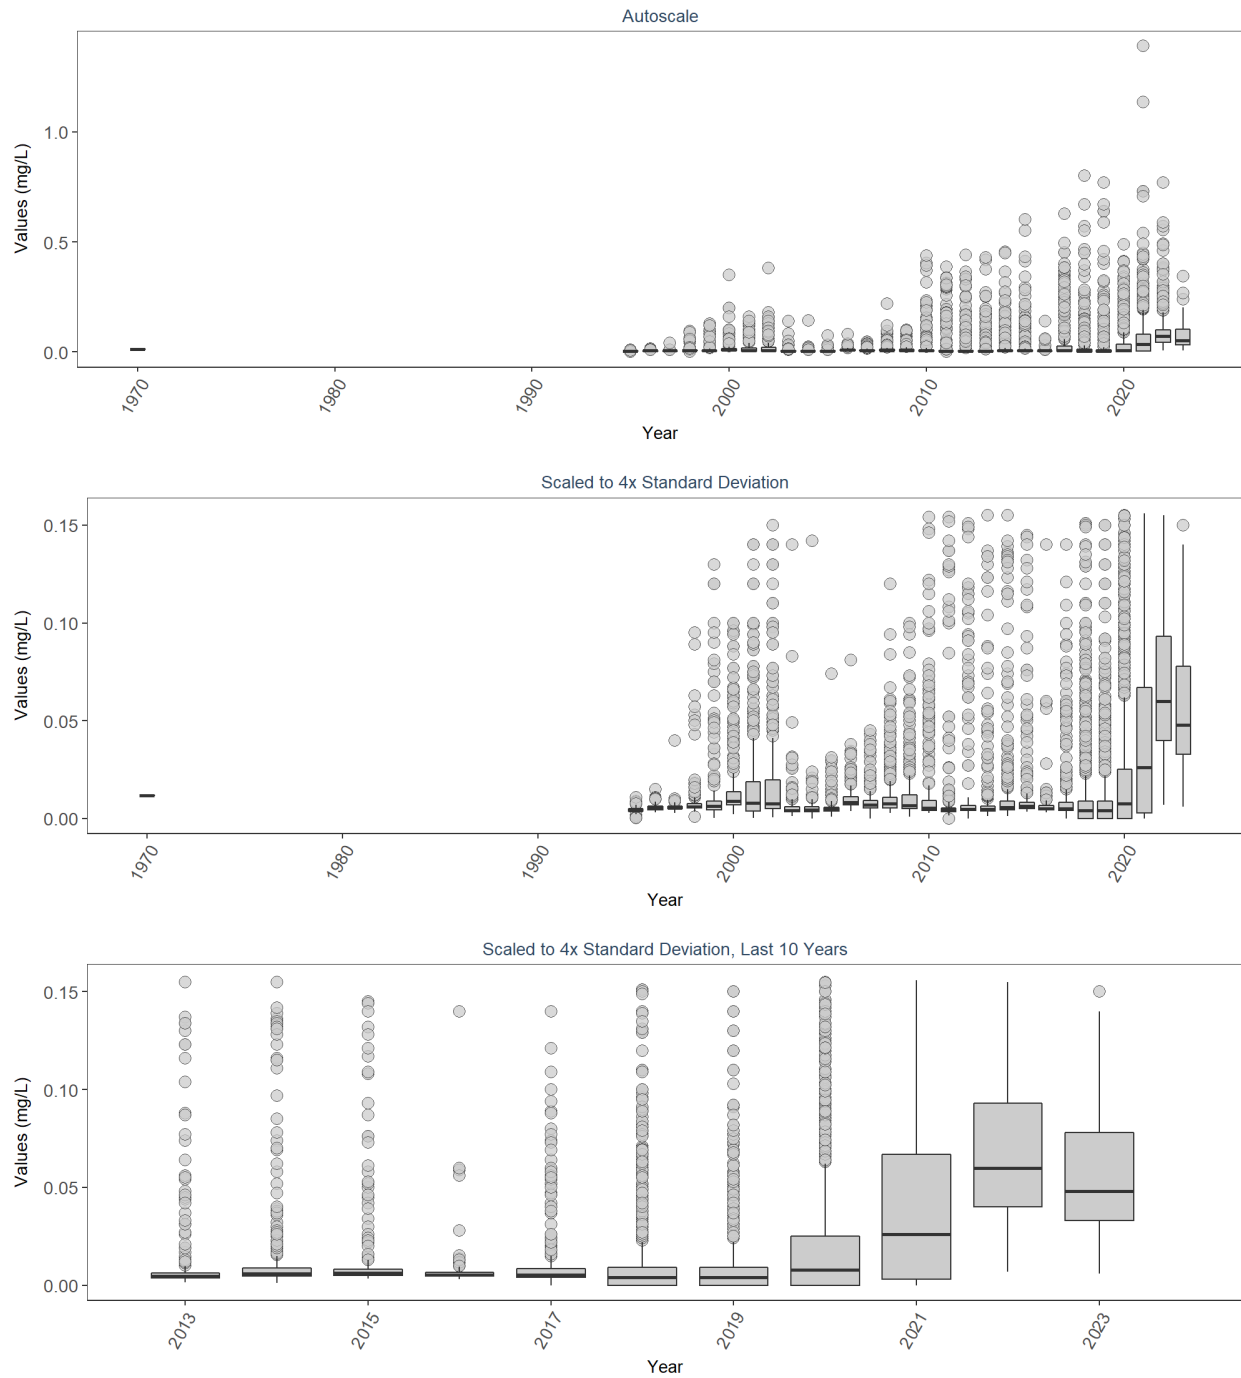 Autoscale
Values (mg/L)
1.0
0.5
0.0
1970 1980 1990 2000 2010 2020
Year
Scaled to 4x Standard Deviation
Values (mg/L)
0.15
0.10
0.05
0.00
1970 1980 1990 2000 2010 2020
Year
Scaled to 4x Standard Deviation, Last 10 Years
Values (mg/L)
0.15
0.10
0.05
0.00
2013 2015 2017 2019 2021 2023
Year